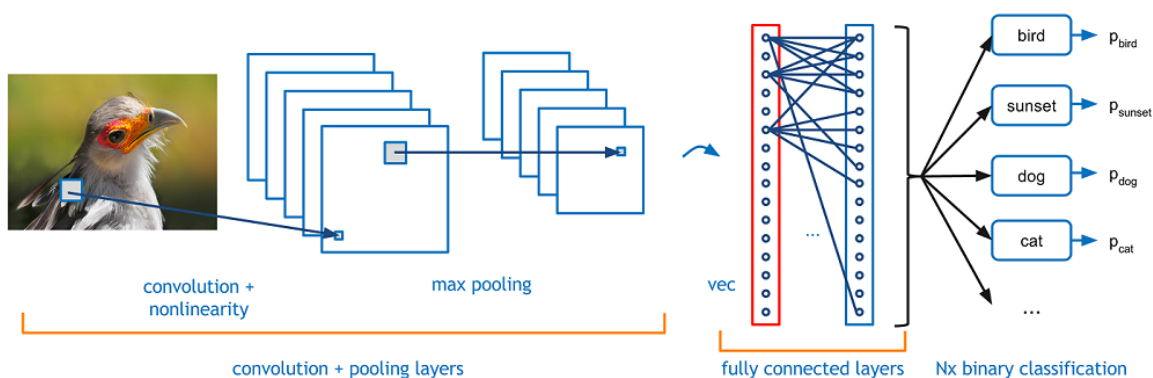 bird
p_bird
sunset
p_sunset
dog
p_dog
cat
p_cat
...
...
convolution +
nonlinearity
max pooling
vec
convolution + pooling layers
fully connected layers
Nx binary classification